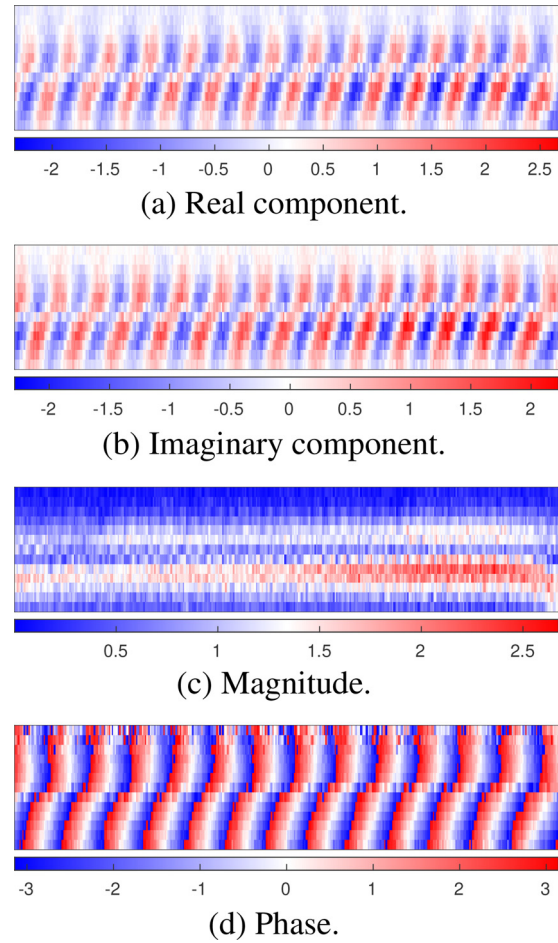 -2 -1.5 -1 -0.5 0 0.5 1 1.5 2 2.5
(a) Real component.
-2 -1.5 -1 -0.5 0 0.5 1 1.5 2
(b) Imaginary component.
0.5 1 1.5 2 2.5
(c) Magnitude.
-3 -2 -1 0 1 2 3
(d) Phase.